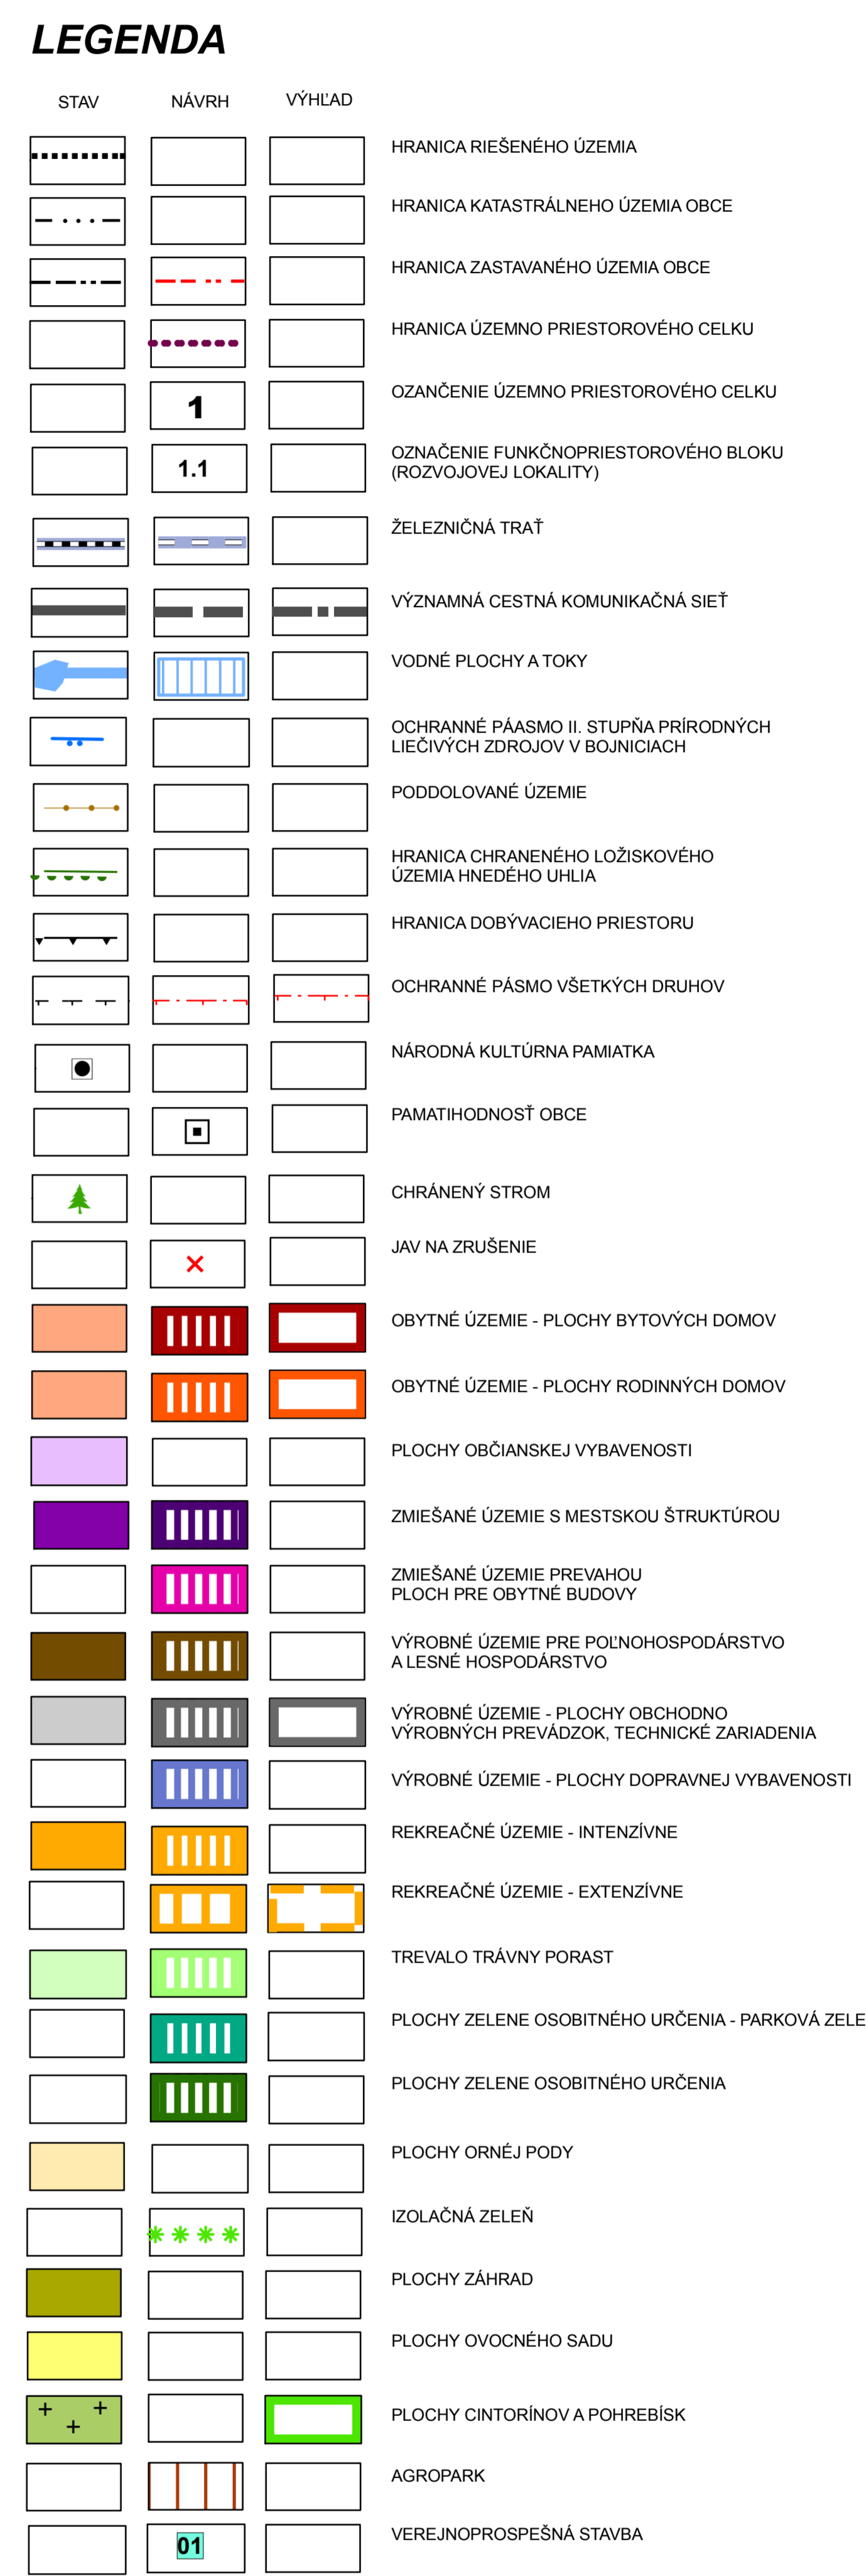 LEGENDA
STAV NÁVRH VÝHĽAD
HRANICA RIEŠENÉHO ÚZEMIA
HRANICA KATASTRÁLNEHO ÚZEMIA OBCE
HRANICA ZASTAVANÉHO ÚZEMIA OBCE
HRANICA ÚZEMNO PRIESTOROVÉHO CELKU
1 OZANČENIE ÚZEMNO PRIESTOROVÉHO CELKU
1.1 OZNAČENIE FUNKČNOPRIESTOROVÉHO BLOKU
(ROZVOJOVEJ LOKALITY)
ŽELEZNIČNÁ TRAŤ
VÝZNAMNÁ CESTNÁ KOMUNIKAČNÁ SIEŤ
VODNÉ PLOCHY A TOKY
OCHRANNÉ PÁASMO II. STUPŇA PRÍRODNÝCH
LIEČIVÝCH ZDROJOV V BOJNICIACH
PODDOLOVANÉ ÚZEMIE
HRANICA CHRANENÉHO LOŽISKOVÉHO
ÚZEMIA HNEDÉHO UHLIA
HRANICA DOBÝVACIEHO PRIESTORU
OCHRANNÉ PÁSMO VŠETKÝCH DRUHOV
NÁRODNÁ KULTÚRNA PAMIATKA
PAMATIHODNOSŤ OBCE
CHRÁNENÝ STROM
JAV NA ZRUŠENIE
OBYTNÉ ÚZEMIE - PLOCHY BYTOVÝCH DOMOV
OBYTNÉ ÚZEMIE - PLOCHY RODINNÝCH DOMOV
PLOCHY OBČIANSKEJ VYBAVENOSTI
ZMIEŠANÉ ÚZEMIE S MESTSKOU ŠTRUKTÚROU
ZMIEŠANÉ ÚZEMIE PREVAHOU
PLOCH PRE OBYTNÉ BUDOVY
VÝROBNÉ ÚZEMIE PRE POĽNOHOSPODÁRSTVO
A LESNÉ HOSPODÁRSTVO
VÝROBNÉ ÚZEMIE - PLOCHY OBCHODNO
VÝROBNÝCH PREVÁDZOK, TECHNICKÉ ZARIADENIA
VÝROBNÉ ÚZEMIE - PLOCHY DOPRAVNEJ VYBAVENOSTI
REKREAČNÉ ÚZEMIE - INTENZÍVNE
REKREAČNÉ ÚZEMIE - EXTENZÍVNE
TREVALO TRÁVNY PORAST
PLOCHY ZELENE OSOBITNÉHO URČENIA - PARKOVÁ ZELE
PLOCHY ZELENE OSOBITNÉHO URČENIA
PLOCHY ORNÉJ PODY
IZOLAČNÁ ZELEŇ
PLOCHY ZÁHRAD
PLOCHY OVOCNÉHO SADU
PLOCHY CINTORÍNOV A POHREBÍSK
AGROPARK
01 VEREJNOPROSPEŠNÁ STAVBA